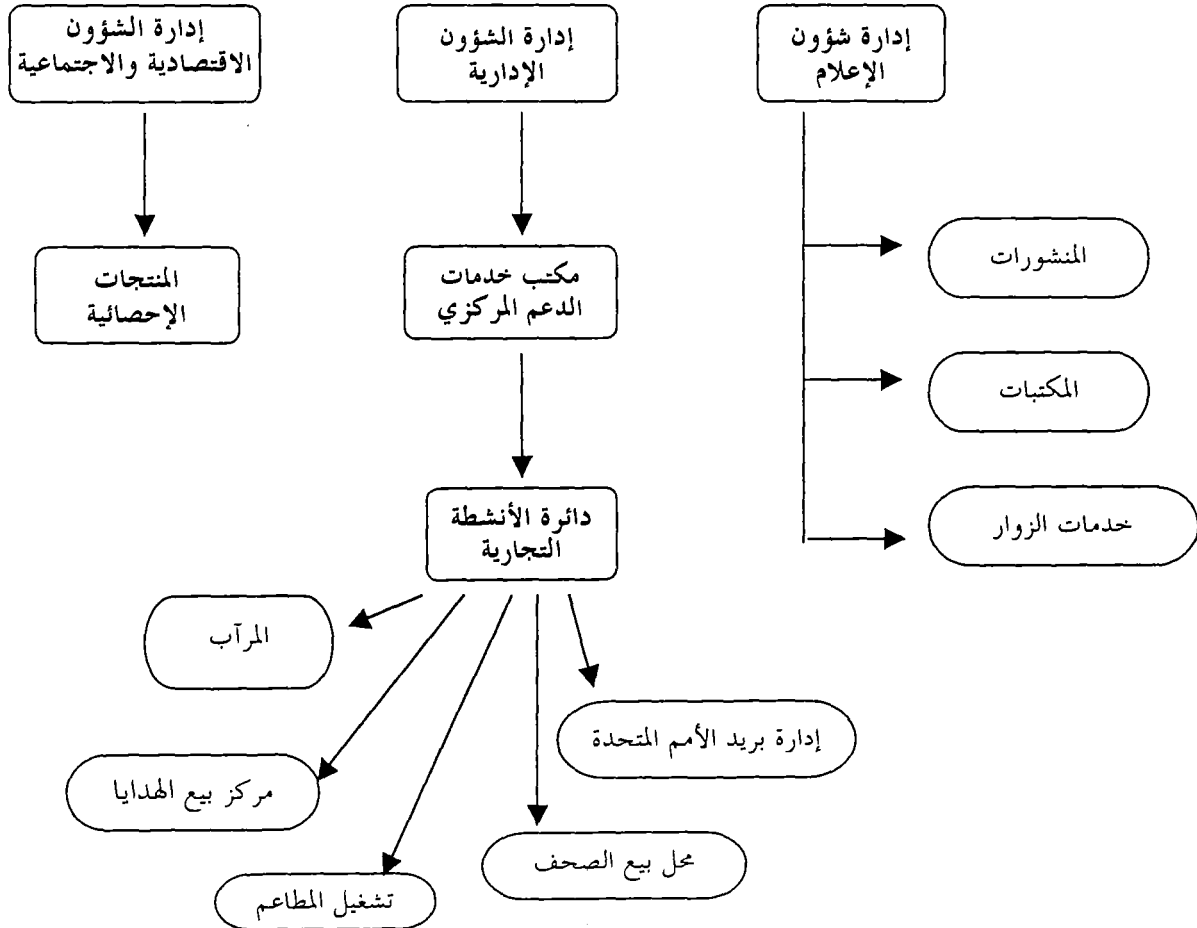 إدارة شؤون
الإعلام
إدارة الشؤون
الإدارية
إدارة الشؤون
الاقتصادية والاجتماعية
المنشورات
مكتب خدمات
الدعم المركزي
المنتجات
الإحصائية
المكتبات
خدمات الزوار
دائرة الأنشطة
التجارية
المرآب
إدارة بريد الأمم المتحدة
مركز بيع الهدايا
محل بيع الصحف
تشغيل المطاعم